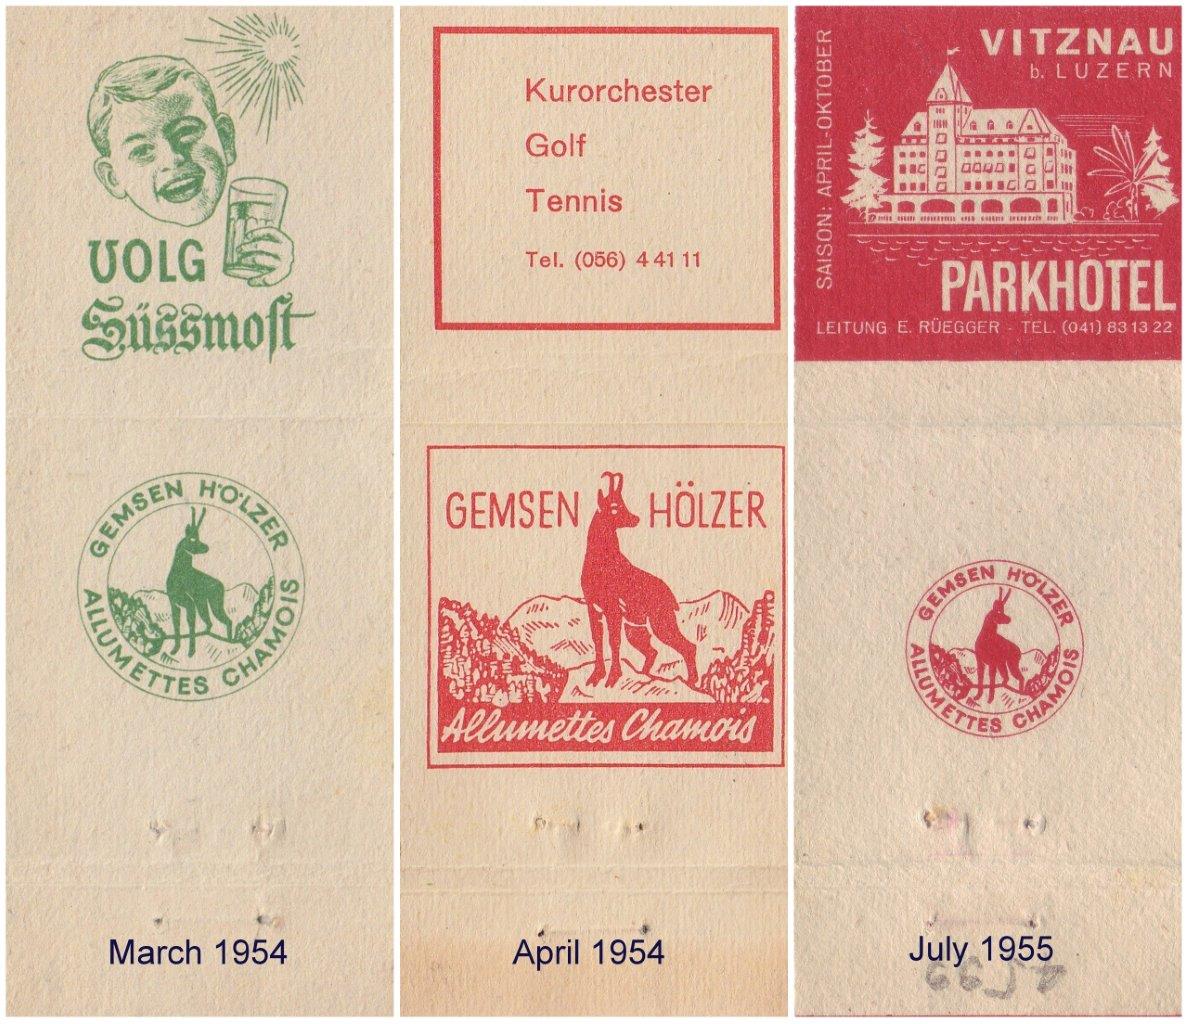 VOLG
Süssmost
GEMSEN HÖLZER
ALLUMETTES CHAMOIS
March 1954
Kurorchester
Golf
Tennis
Tel. (056) 4 41 11
GEMSEN HÖLZER
Allumettes Chamois
April 1954
SAISON: APRIL-OKTOBER
VITZNAU
b. LUZERN
PARKHOTEL
LEITUNG E. RÜEGGER - TEL. (041) 83 13 22
GEMSEN HÖLZER
ALLUMETTES CHAMOIS
July 1955